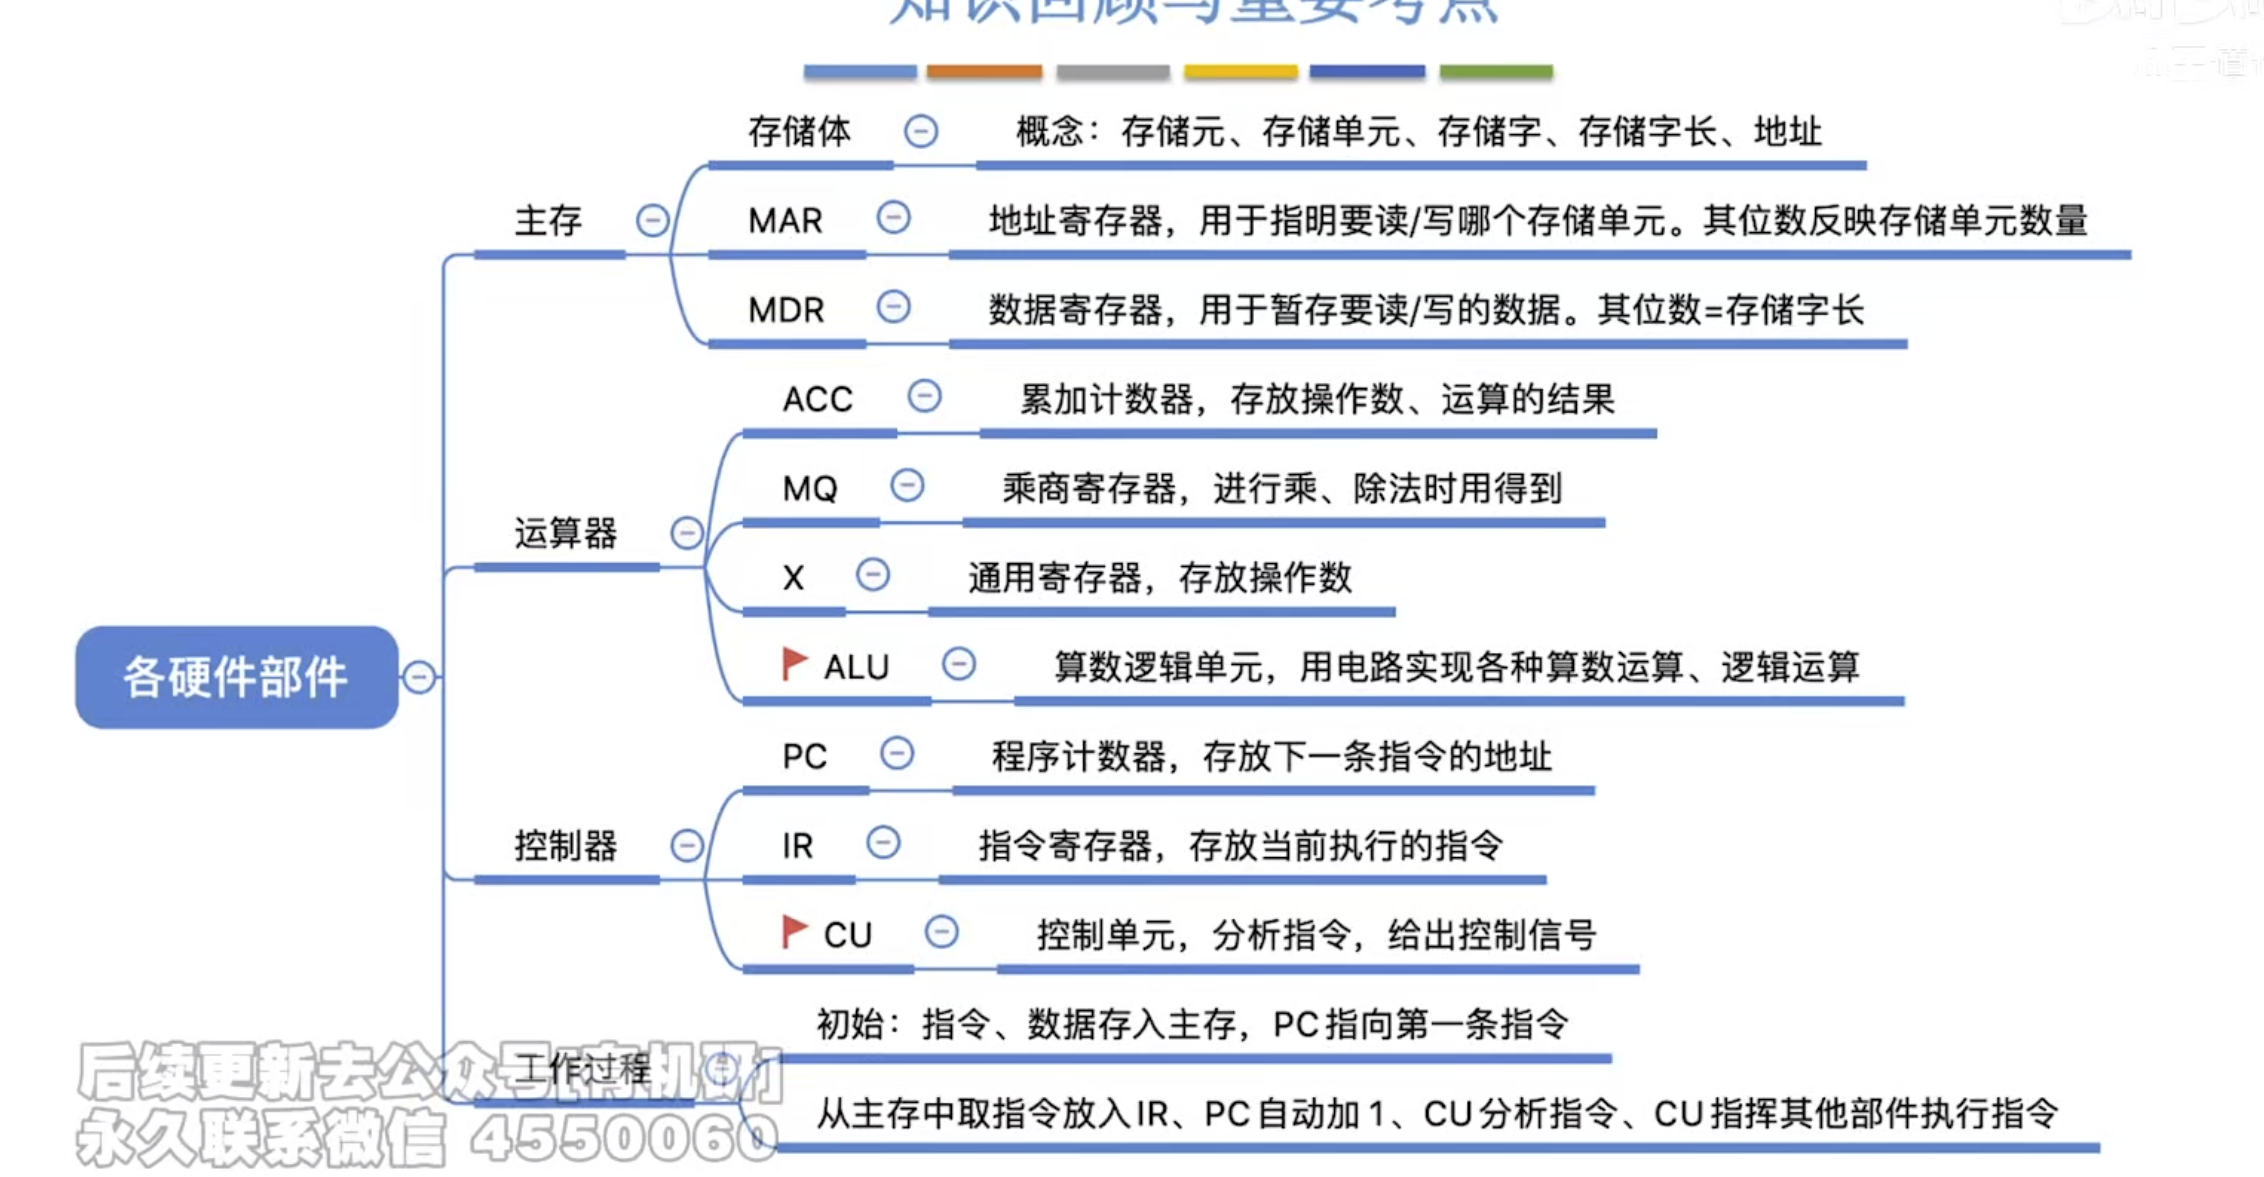 知识回顾与重要考点
存储体 概念：存储元、存储单元、存储字、存储字长、地址
主存
MAR 地址寄存器，用于指明要读/写哪个存储单元。其位数反映存储单元数量
MDR 数据寄存器，用于暂存要读/写的数据。其位数=存储字长
ACC 累加计数器，存放操作数、运算的结果
MQ 乘商寄存器，进行乘、除法时用得到
运算器
X 通用寄存器，存放操作数
ALU 算数逻辑单元，用电路实现各种算数运算、逻辑运算
各硬件部件
PC 程序计数器，存放下一条指令的地址
控制器
IR 指令寄存器，存放当前执行的指令
CU 控制单元，分析指令，给出控制信号
初始：指令、数据存入主存，PC指向第一条指令
工作过程
从主存中取指令放入IR、PC自动加1、CU分析指令、CU指挥其他部件执行指令
后续更新去公众号[有机研]
永久联系微信 4550060